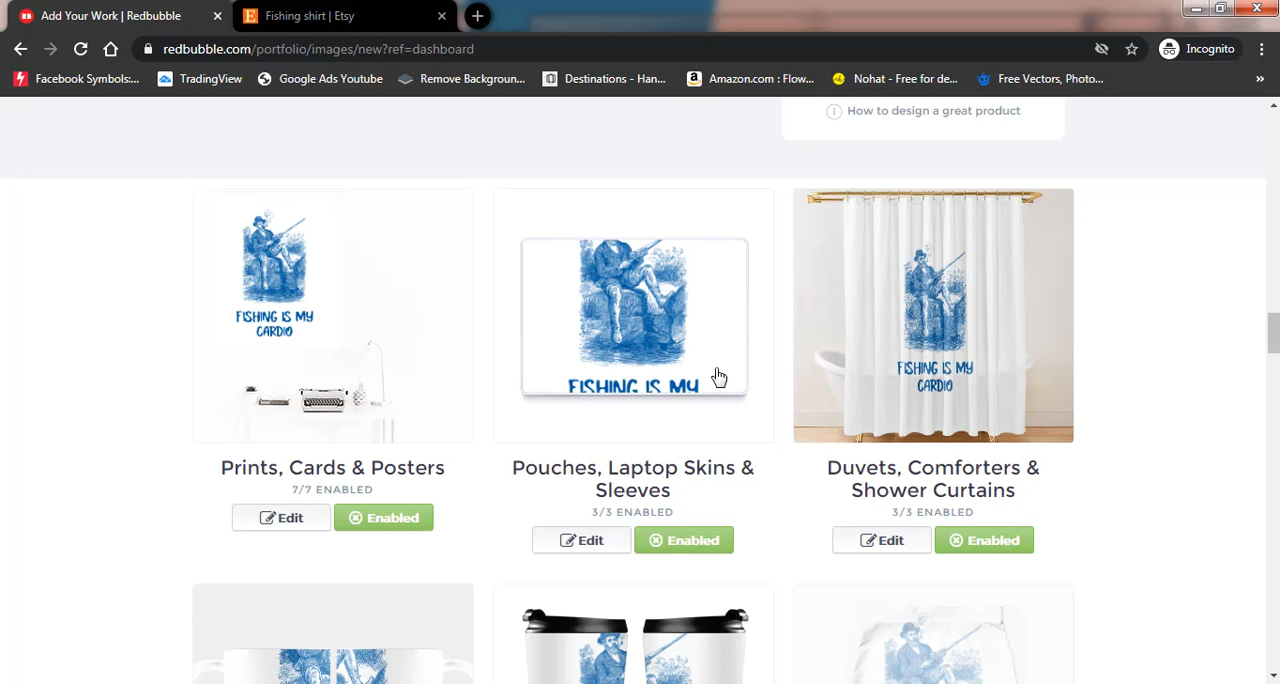 Add Your Work | Redbubble
Fishing shirt | Etsy
redbubble.com/portfolio/images/new?ref=dashboard
Incognito
Facebook Symbols:...
TradingView
Google Ads Youtube
Remove Backgroun...
Destinations - Han...
Amazon.com : Flow...
Nohat - Free for de...
Free Vectors, Photo...
How to design a great product
FISHING IS MY
CARDIO
FISHING IS MY
FISHING IS MY
CARDIO
Prints, Cards & Posters
7/7 ENABLED
Edit
Enabled
Pouches, Laptop Skins &
Sleeves
3/3 ENABLED
Edit
Enabled
Duvets, Comforters &
Shower Curtains
3/3 ENABLED
Edit
Enabled